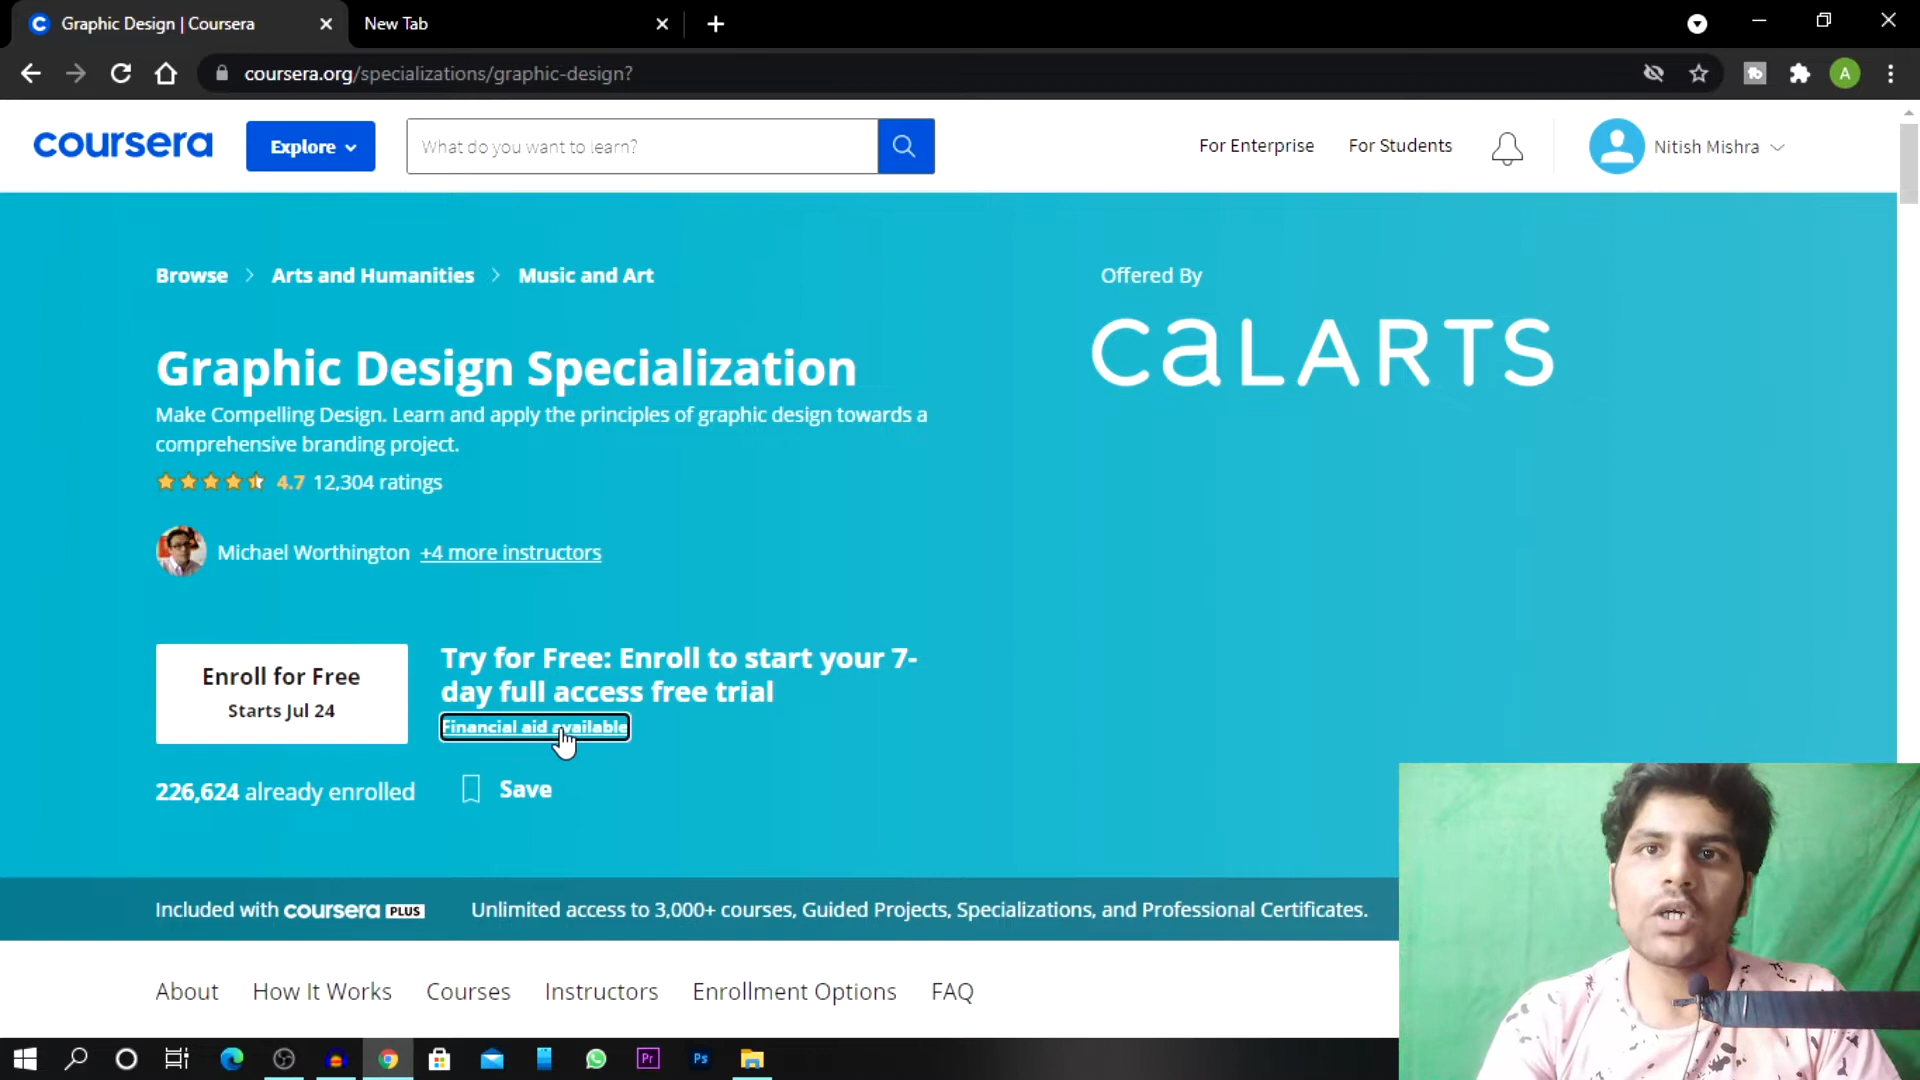 Graphic Design | Coursera
New Tab
coursera.org/specializations/graphic-design?
A
coursera
Explore
What do you want to learn?
For Enterprise
For Students
Nitish Mishra
Browse > Arts and Humanities > Music and Art
Offered By
CALARTS
Graphic Design Specialization
Make Compelling Design. Learn and apply the principles of graphic design towards a
comprehensive branding project.
4.7 12,304 ratings
Michael Worthington +4 more instructors
Enroll for Free
Starts Jul 24
Try for Free: Enroll to start your 7-
day full access free trial
Financial aid available
226,624 already enrolled
Save
Included with coursera PLUS
Unlimited access to 3,000+ courses, Guided Projects, Specializations, and Professional Certificates.
About How It Works Courses Instructors Enrollment Options FAQ
Pr Ps